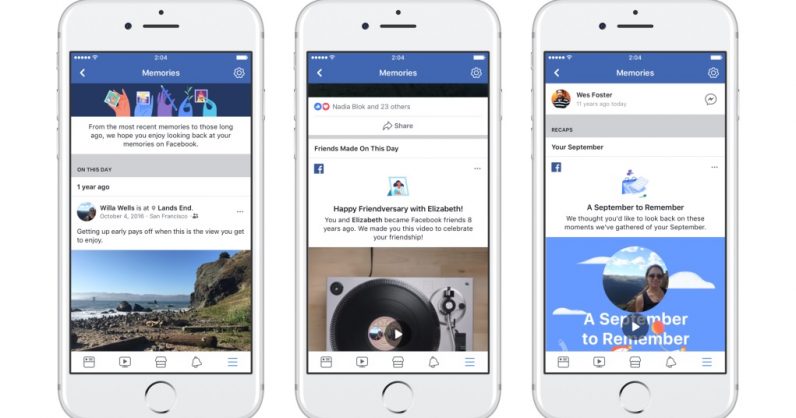 2:04
Memories
From the most recent memories to those long
ago, we hope you enjoy looking back at your
memories on Facebook.
ON THIS DAY
1 year ago
Willa Wells is at Lands End.
October 4, 2016 · San Francisco ·
Getting up early pays off when this is the view you get
to enjoy.
2:04
Memories
Nadia Blok and 23 others
Share
Friends Made On This Day
Happy Friendversary with Elizabeth!
You and Elizabeth became Facebook friends 8
years ago. We made you this video to celebrate
your friendship!
2:04
Memories
Wes Foster
11 years ago today
RECAPS
Your September
A September to Remember
We thought you'd like to look back on these
moments we've gathered of your September.
A September
to Remember